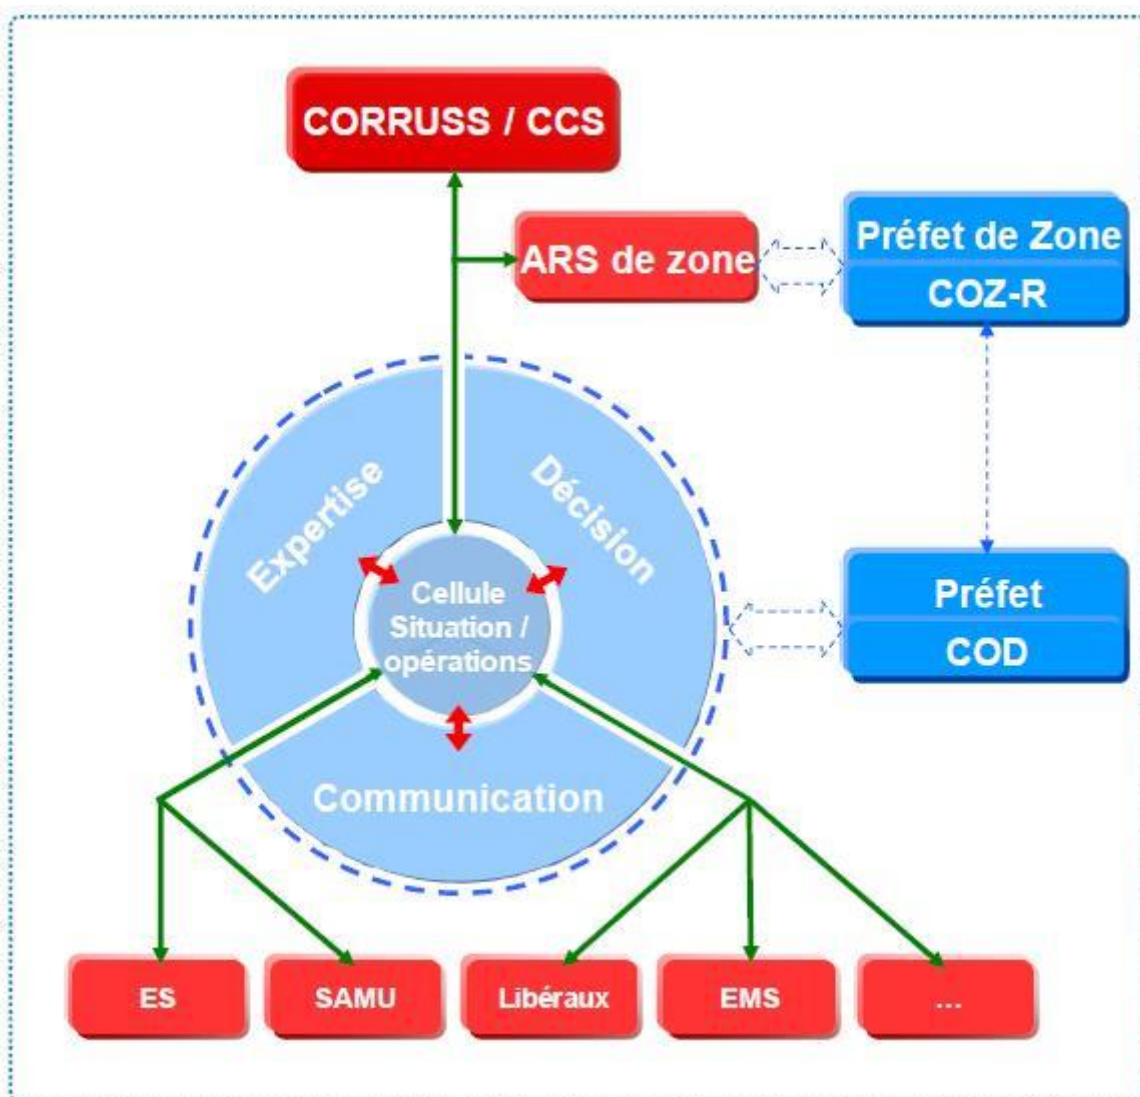 CORRUSS / CCS
ARS de zone
Préfet de Zone
COZ-R
Expertise
Décision
Cellule
Situation /
opérations
Préfet
COD
Communication
ES
SAMU
Libéraux
EMS
...